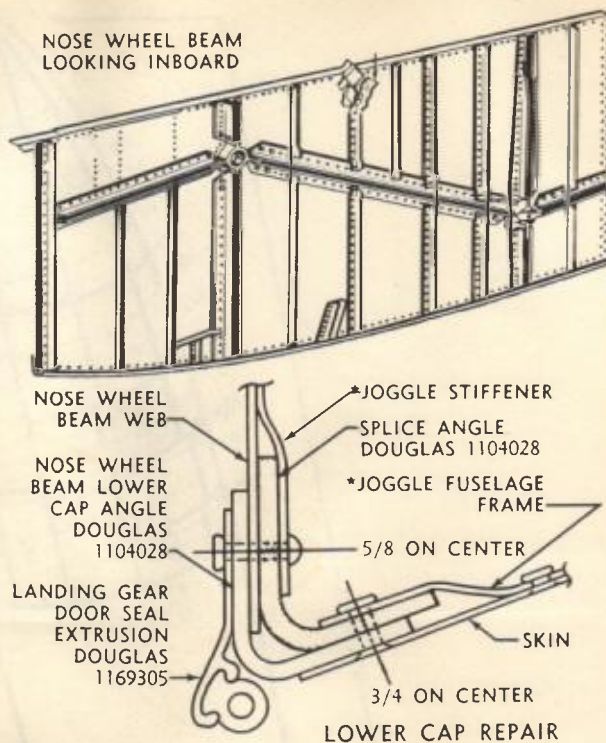 NOSE WHEEL BEAM
LOOKING INBOARD
NOSE WHEEL
BEAM WEB
*JOGGLE STIFFENER
SPLICE ANGLE
DOUGLAS 1104028
NOSE WHEEL
BEAM LOWER
CAP ANGLE
DOUGLAS
1104028
*JOGGLE FUSELAGE
FRAME
5/8 ON CENTER
LANDING GEAR
DOOR SEAL
EXTRUSION
DOUGLAS
1169305
SKIN
3/4 ON CENTER
LOWER CAP REPAIR